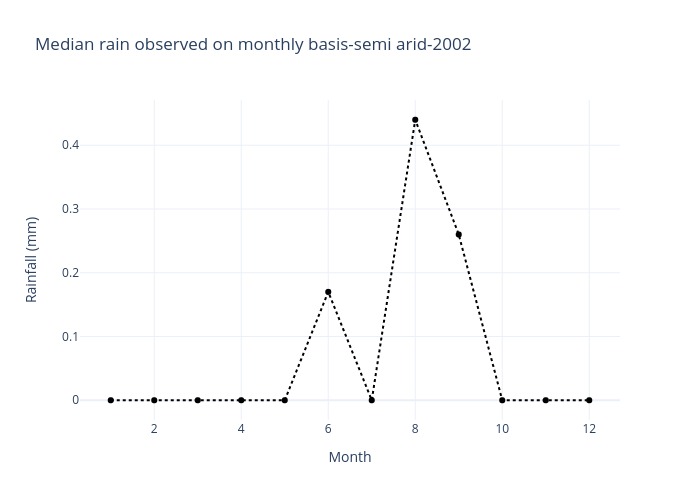 Median rain observed on monthly basis-semi arid-2002
0.4
0.3
0.2
0.1
0
Rainfall (mm)
2 4 6 8 10 12
Month